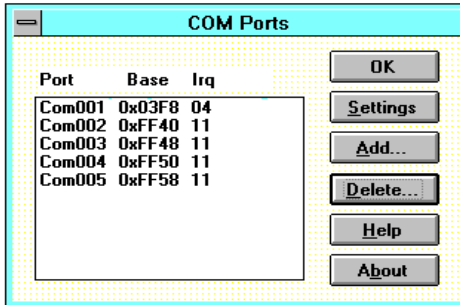 COM Ports
Port Base Irq
Com001 0x03F8 04
Com002 0xFF40 11
Com003 0xFF48 11
Com004 0xFF50 11
Com005 0xFF58 11
OK
Settings
Add...
Delete...
Help
About